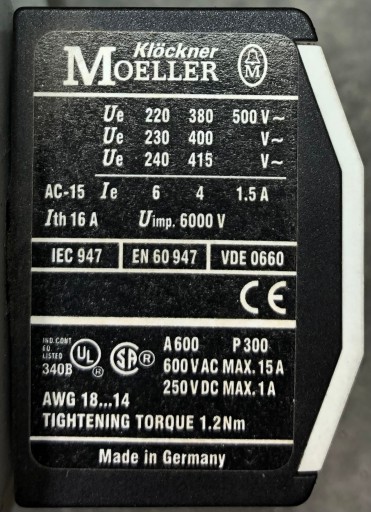 Klöckner
MOELLER M
Ue 220 380 500 V~
Ue 230 400 V~
Ue 240 415 V~
AC-15 Ie 6 4 1.5 A
Ith 16 A Uimp. 6000 V
IEC 947 EN 60 947 VDE 0660
CE
IND. CONT. EQ. LISTED 340B UL ® SA ® A 600 P 300
600 V AC MAX. 15 A
250 V DC MAX. 1 A
AWG 18...14
TIGHTENING TORQUE 1.2Nm
Made in Germany